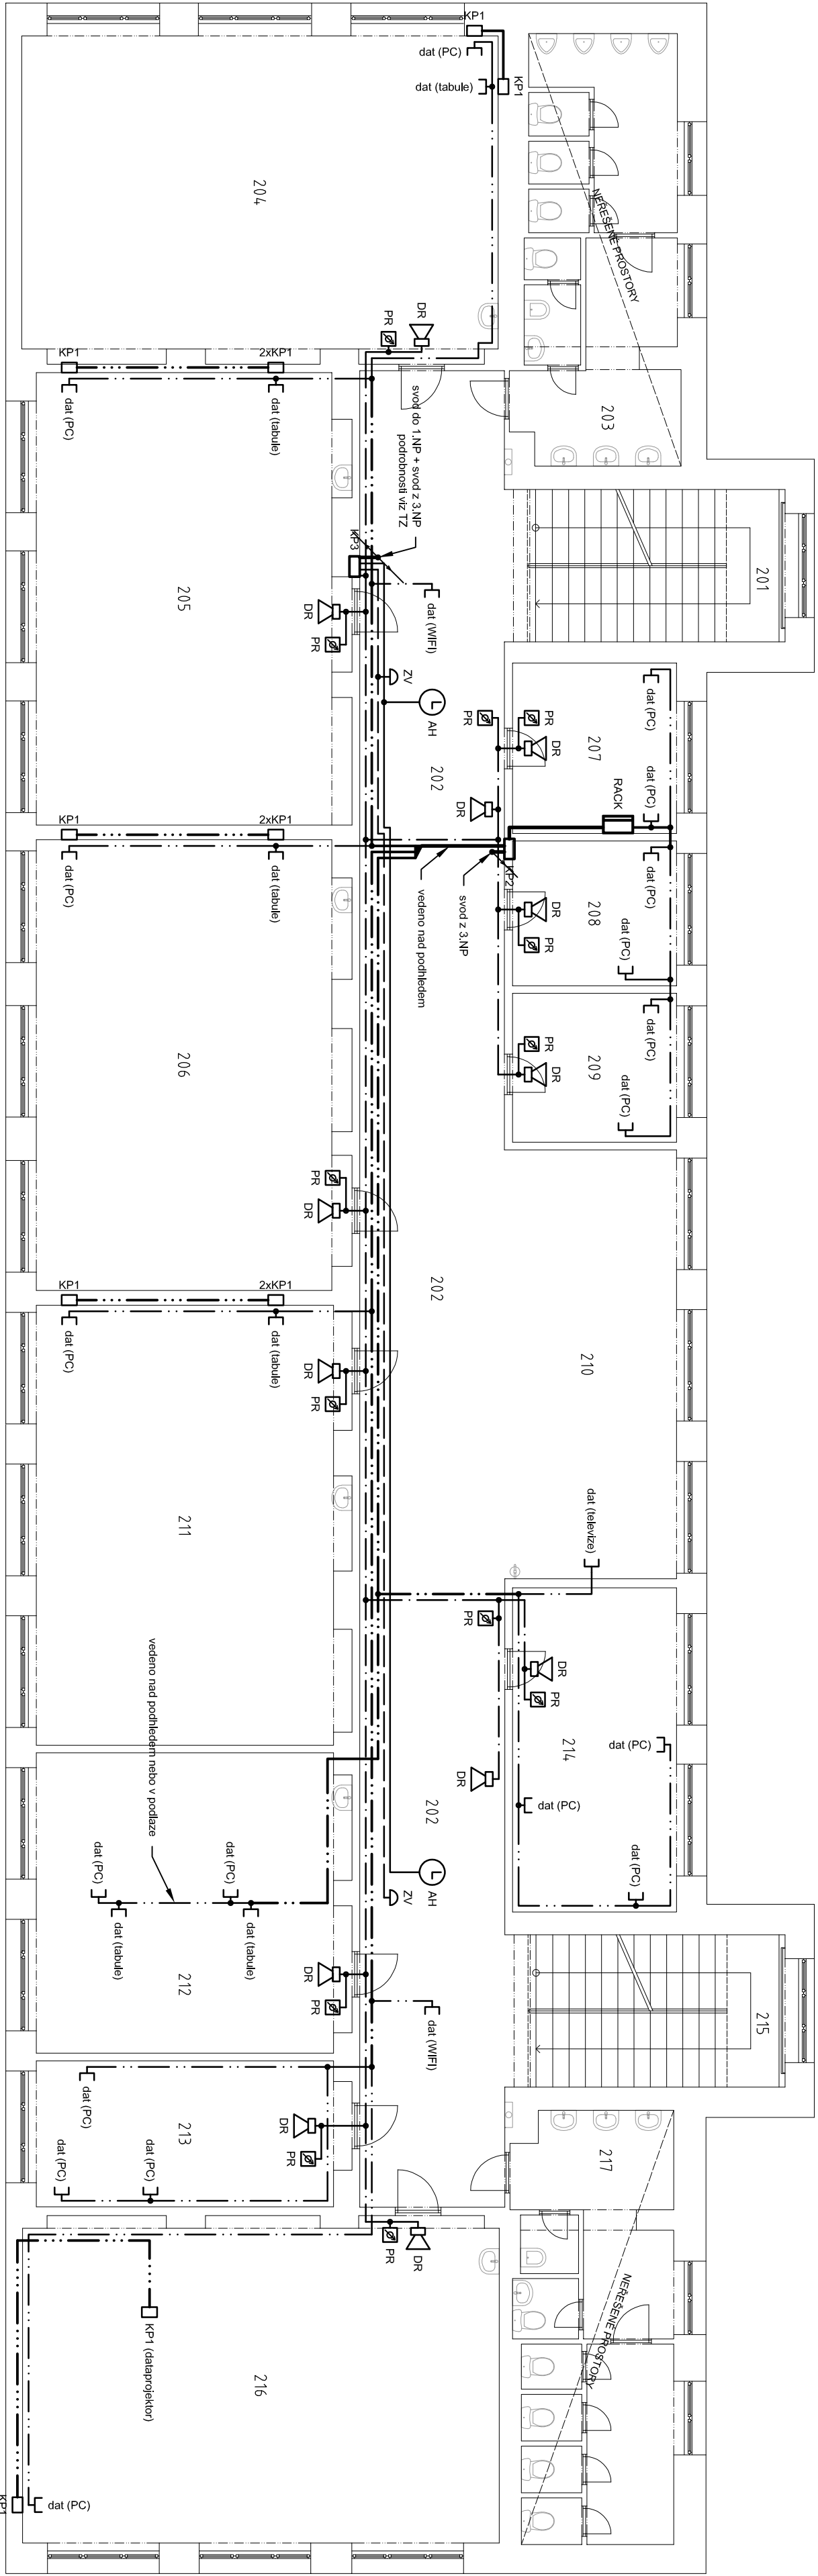 KP1
dat (PC)
dat (tabule)
KP1
NEŘEŠENÉ PROSTORY
204
PR
DR
KP1
2xKP1
dat (PC)
dat (tabule)
203
svod do 1.NP + svod z 3.NP
podrobnosti viz TZ
KP3
201
205
dat (WIFI)
DR
PR
ZV
AH
202
dat (PC)
PR
PR
DR
207
RACK
dat (PC)
DR
KP1
2xKP1
dat (PC)
dat (tabule)
KP2
svod z 3.NP
vedeno nad podhledem
dat (PC)
DR
PR
208
dat (PC)
206
dat (PC)
PR
DR
209
dat (PC)
PR
DR
202
210
KP1
2xKP1
dat (PC)
dat (tabule)
DR
PR
211
dat (televize)
PR
DR
PR
214
dat (PC)
DR
dat (PC)
dat (PC)
vedeno nad podhledem nebo v podlaze
202
AH
ZV
dat (PC)
dat (PC)
dat (tabule)
dat (tabule)
212
DR
PR
dat (WIFI)
215
dat (PC)
213
DR
PR
dat (PC)
dat (PC)
217
PR
DR
NEŘEŠENÉ PROSTORY
KP1 (dataprojektor)
216
KP1
dat (PC)